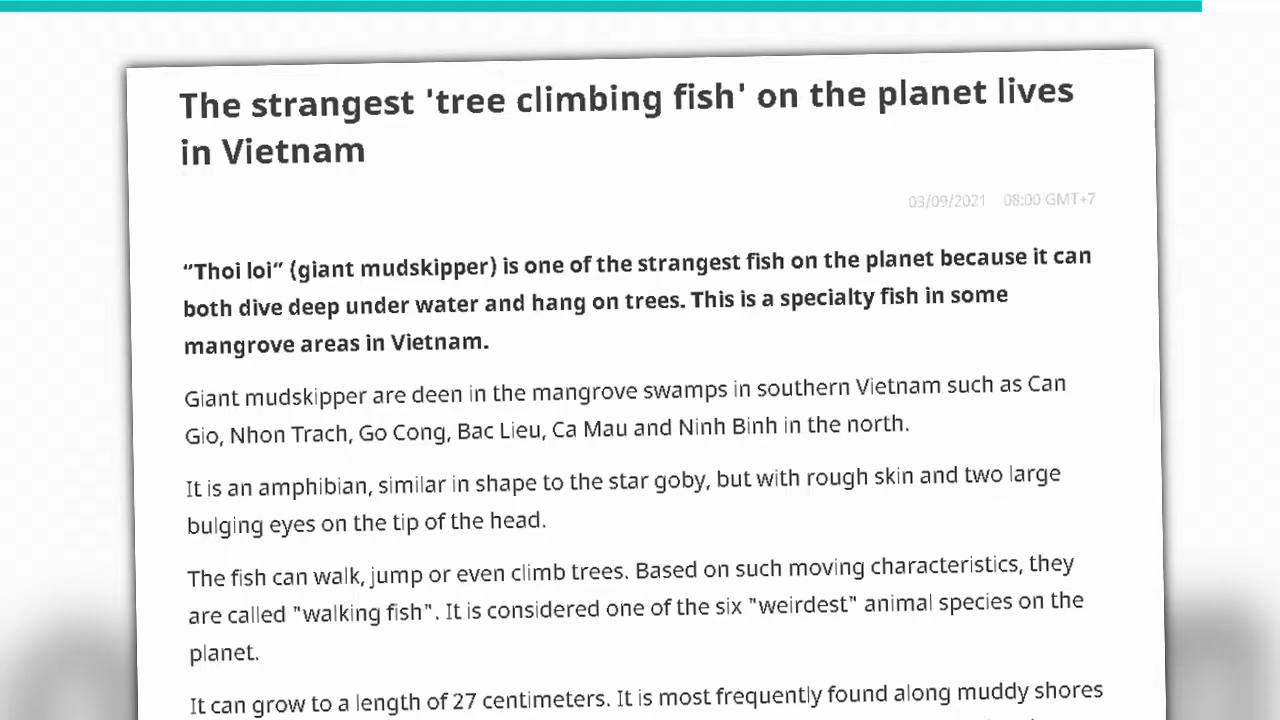 The strangest 'tree climbing fish' on the planet lives
in Vietnam
03/09/2021 08:00 GMT+7
“Thoi loi” (giant mudskipper) is one of the strangest fish on the planet because it can
both dive deep under water and hang on trees. This is a specialty fish in some
mangrove areas in Vietnam.
Giant mudskipper are deen in the mangrove swamps in southern Vietnam such as Can
Gio, Nhon Trach, Go Cong, Bac Lieu, Ca Mau and Ninh Binh in the north.
It is an amphibian, similar in shape to the star goby, but with rough skin and two large
bulging eyes on the tip of the head.
The fish can walk, jump or even climb trees. Based on such moving characteristics, they
are called "walking fish". It is considered one of the six "weirdest" animal species on the
planet.
It can grow to a length of 27 centimeters. It is most frequently found along muddy shores